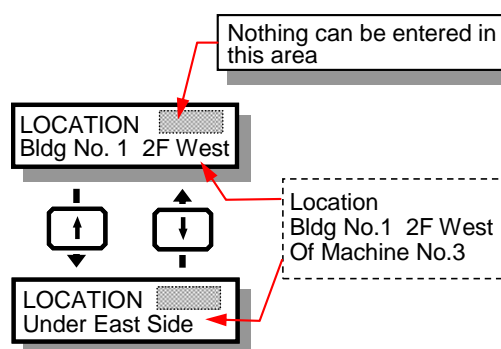 Nothing can be entered in
this area
LOCATION
Bldg No. 1 2F West
Location
Bldg No.1 2F West
Of Machine No.3
LOCATION
Under East Side